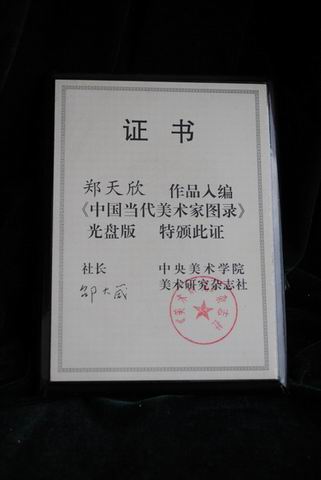 证书
郑天欣 作品入编
《中国当代美术家图录》
光盘版 特颁此证
社长 中央美术学院
邵大箴 美术研究杂志社